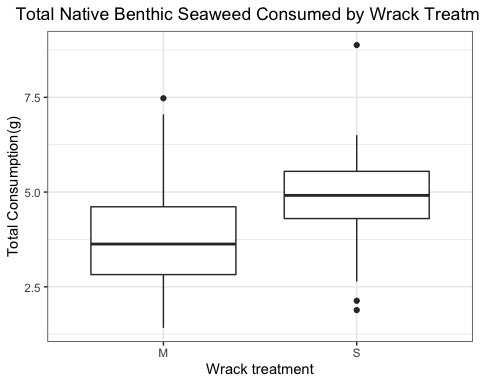 Total Native Benthic Seaweed Consumed by Wrack Treatm
Total Consumption(g)
7.5
5.0
2.5
M S
Wrack treatment